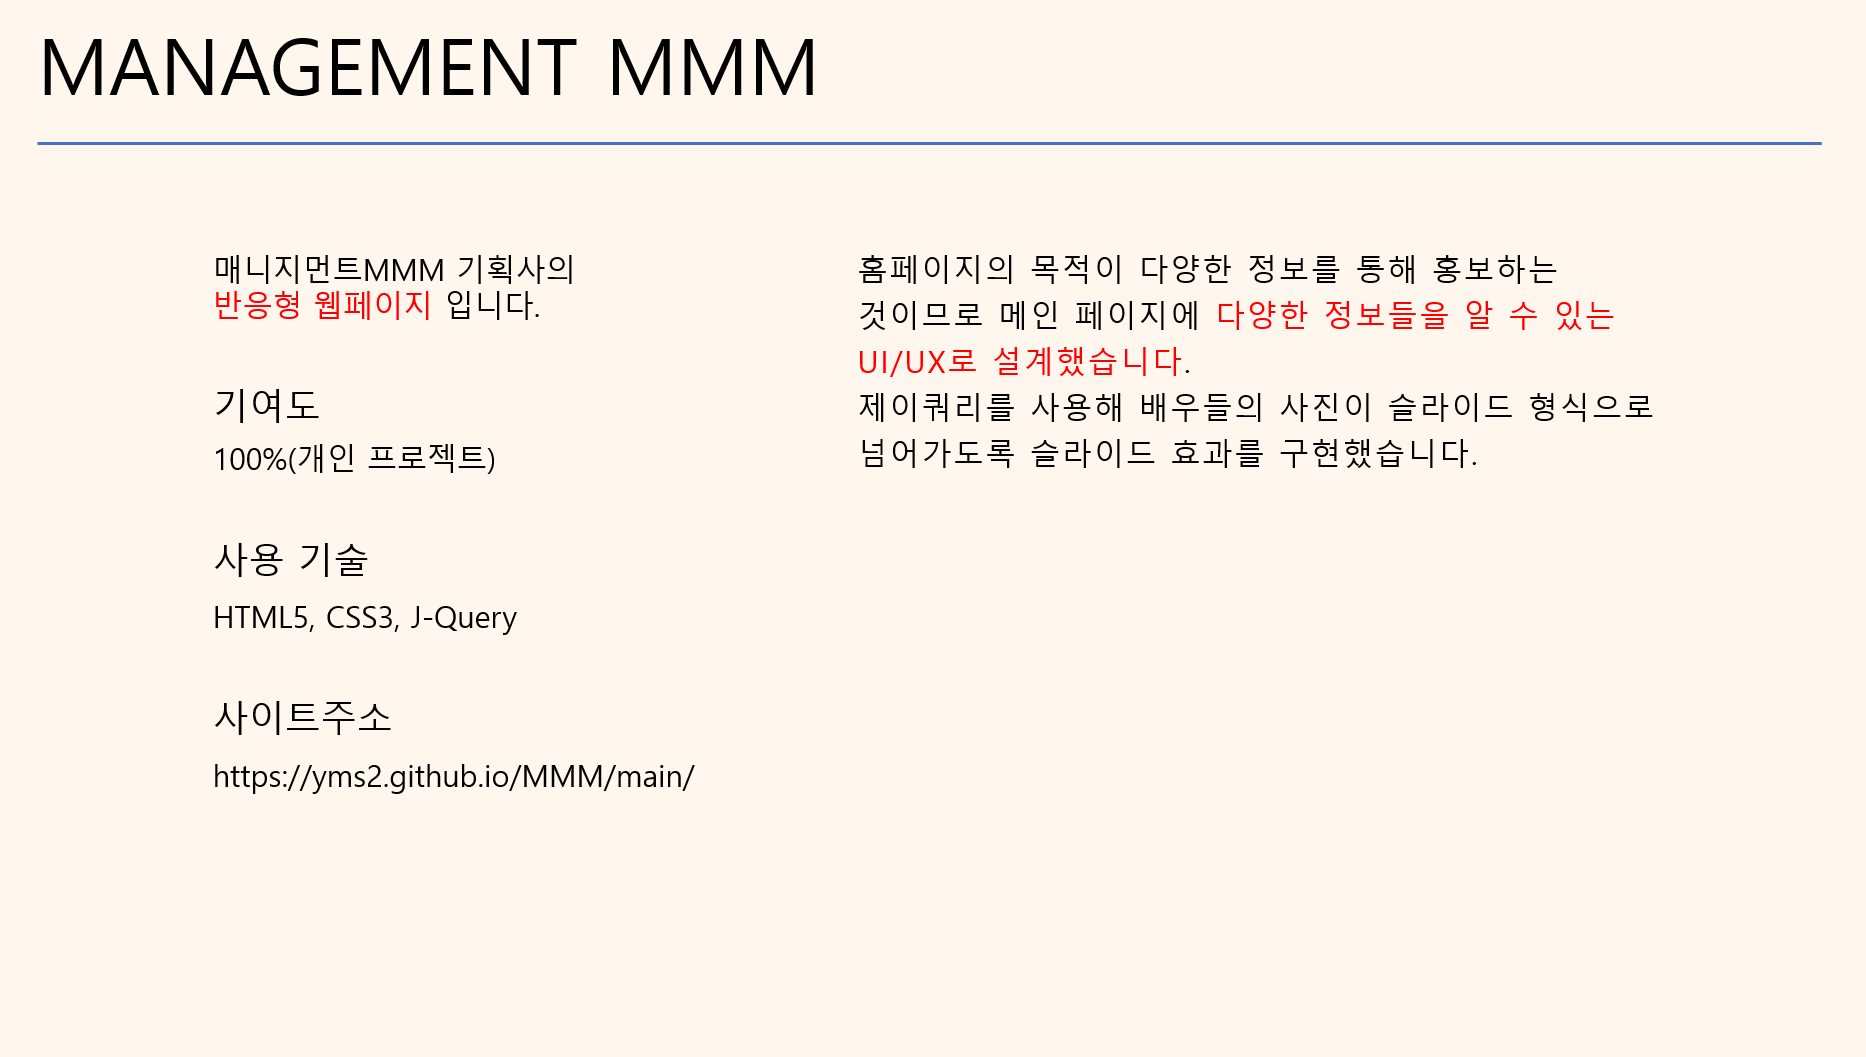 MANAGEMENT MMM
매니지먼트MMM 기획사의
반응형 웹페이지 입니다.
기여도
100%(개인 프로젝트)
사용 기술
HTML5, CSS3, J-Query
사이트주소
https://yms2.github.io/MMM/main/
홈페이지의 목적이 다양한 정보를 통해 홍보하는
것이므로 메인 페이지에 다양한 정보들을 알 수 있는
UI/UX로 설계했습니다.
제이쿼리를 사용해 배우들의 사진이 슬라이드 형식으로
넘어가도록 슬라이드 효과를 구현했습니다.